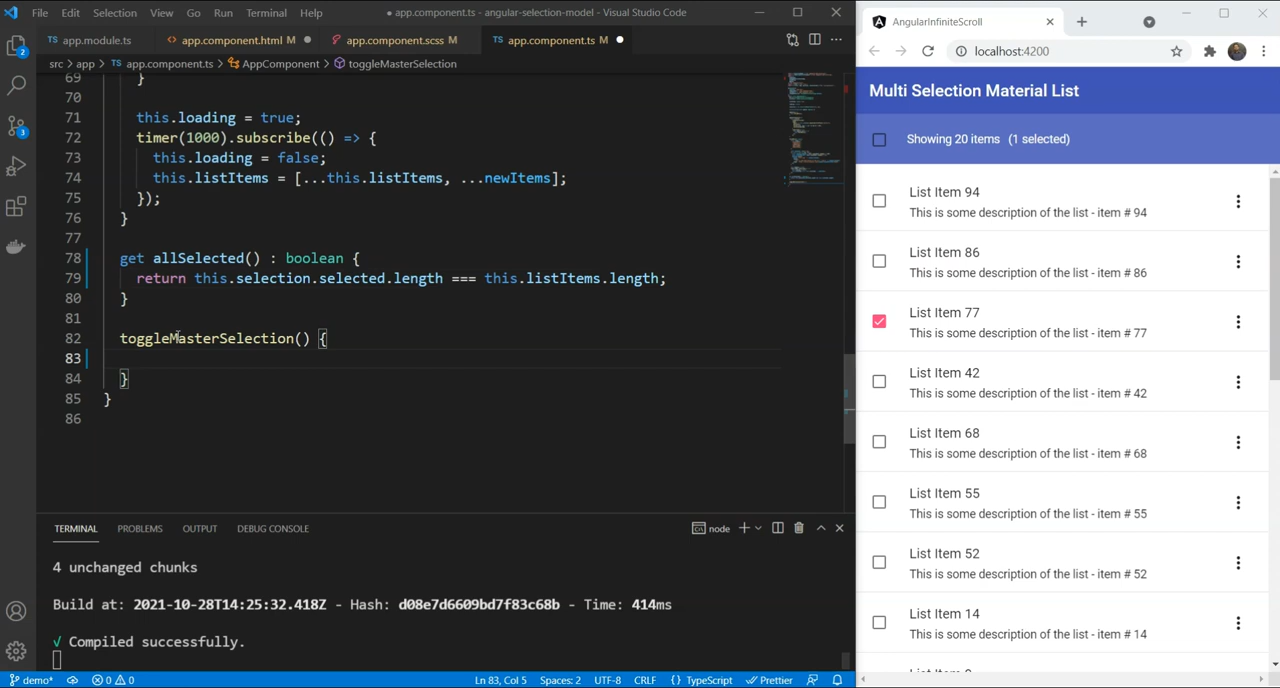 File Edit Selection View Go Run Terminal Help
● app.component.ts - angular-selection-model - Visual Studio Code
TS app.module.ts
<> app.component.html M ●
app.component.scss M
TS app.component.ts M ●
src > app > TS app.component.ts > AppComponent > toggleMasterSelection
69 }
70
71 this.loading = true;
72 timer(1000).subscribe(() => {
73 this.loading = false;
74 this.listItems = [...this.listItems, ...newItems];
75 });
76 }
77
78 get allSelected() : boolean {
79 return this.selection.selected.length === this.listItems.length;
80 }
81
82 toggleMasterSelection() {
83
84 }
85 }
86
2
3
TERMINAL PROBLEMS OUTPUT DEBUG CONSOLE
node
4 unchanged chunks
Build at: 2021-10-28T14:25:32.418Z - Hash: d08e7d6609bd7f83c68b - Time: 414ms
√ Compiled successfully.
demo* 0 0
Ln 83, Col 5 Spaces: 2 UTF-8 CRLF {} TypeScript Prettier
AngularInfiniteScroll
localhost:4200
Multi Selection Material List
Showing 20 items (1 selected)
List Item 94
This is some description of the list - item # 94
List Item 86
This is some description of the list - item # 86
List Item 77
This is some description of the list - item # 77
List Item 42
This is some description of the list - item # 42
List Item 68
This is some description of the list - item # 68
List Item 55
This is some description of the list - item # 55
List Item 52
This is some description of the list - item # 52
List Item 14
This is some description of the list - item # 14